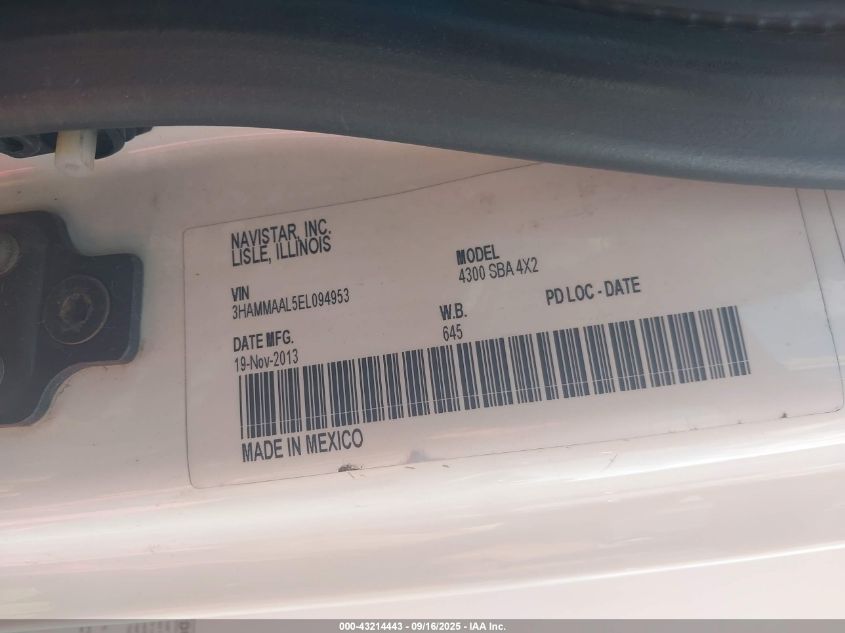 NAVISTAR, INC.
LISLE, ILLINOIS
MODEL
4300 SBA 4X2
VIN
3HAMMAAL5EL094953
W.B.
645
PD LOC - DATE
DATE MFG.
19-Nov-2013
MADE IN MEXICO
000-43214443 - 09/16/2025 - IAA Inc.